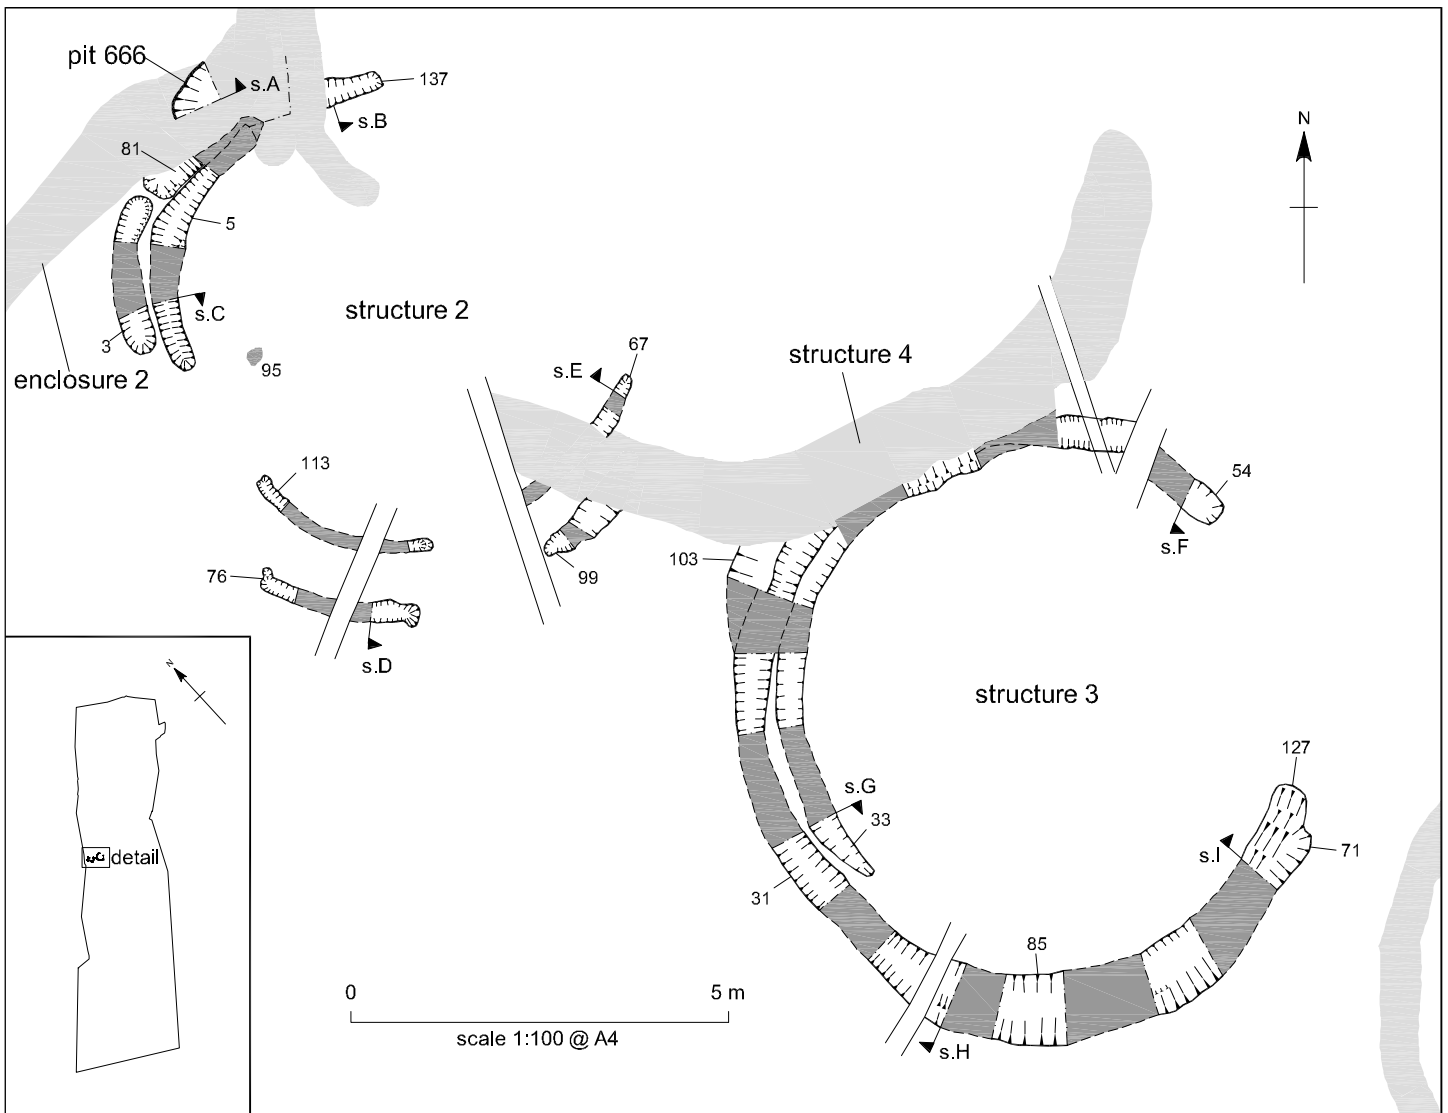 pit 666
s.A
137
s.B
81
5
N
s.C
structure 2
3
95
enclosure 2
67
s.E
structure 4
113
54
s.F
76
99
103
s.D
N
structure 3
127
s.G
33
s.I
71
detail
31
85
0 5 m
scale 1:100 @ A4
s.H